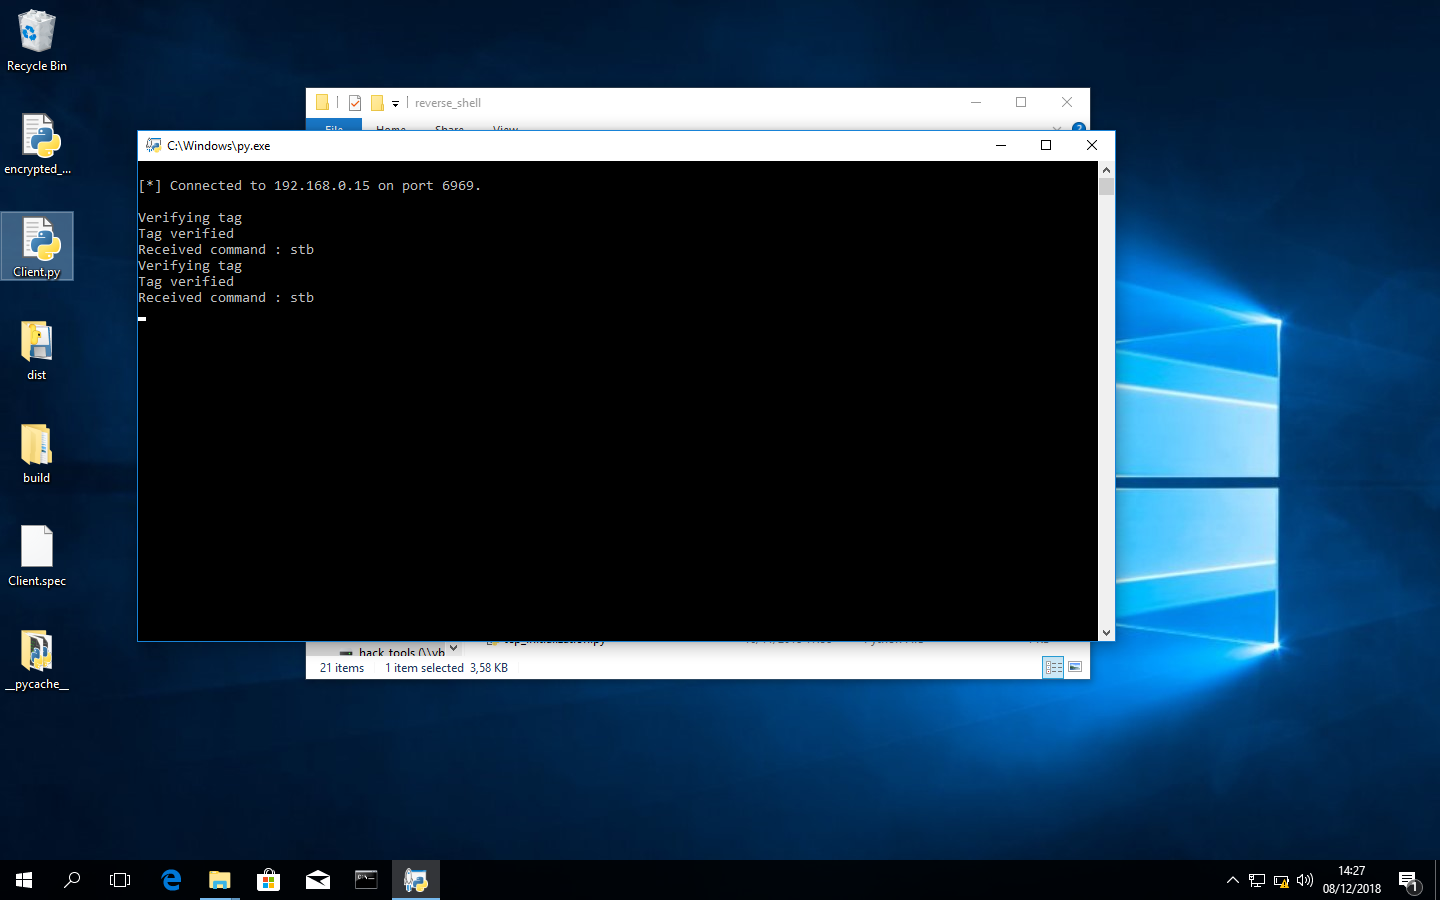 Recycle Bin
encrypted_...
Client.py
dist
build
Client.spec
__pycache__
reverse_shell
File Home Share View
C:\Windows\py.exe
[*] Connected to 192.168.0.15 on port 6969.
Verifying tag
Tag verified
Received command : stb
Verifying tag
Tag verified
Received command : stb
hack_tools (\\vb
21 items 1 item selected 3,58 KB
14:27
08/12/2018
1